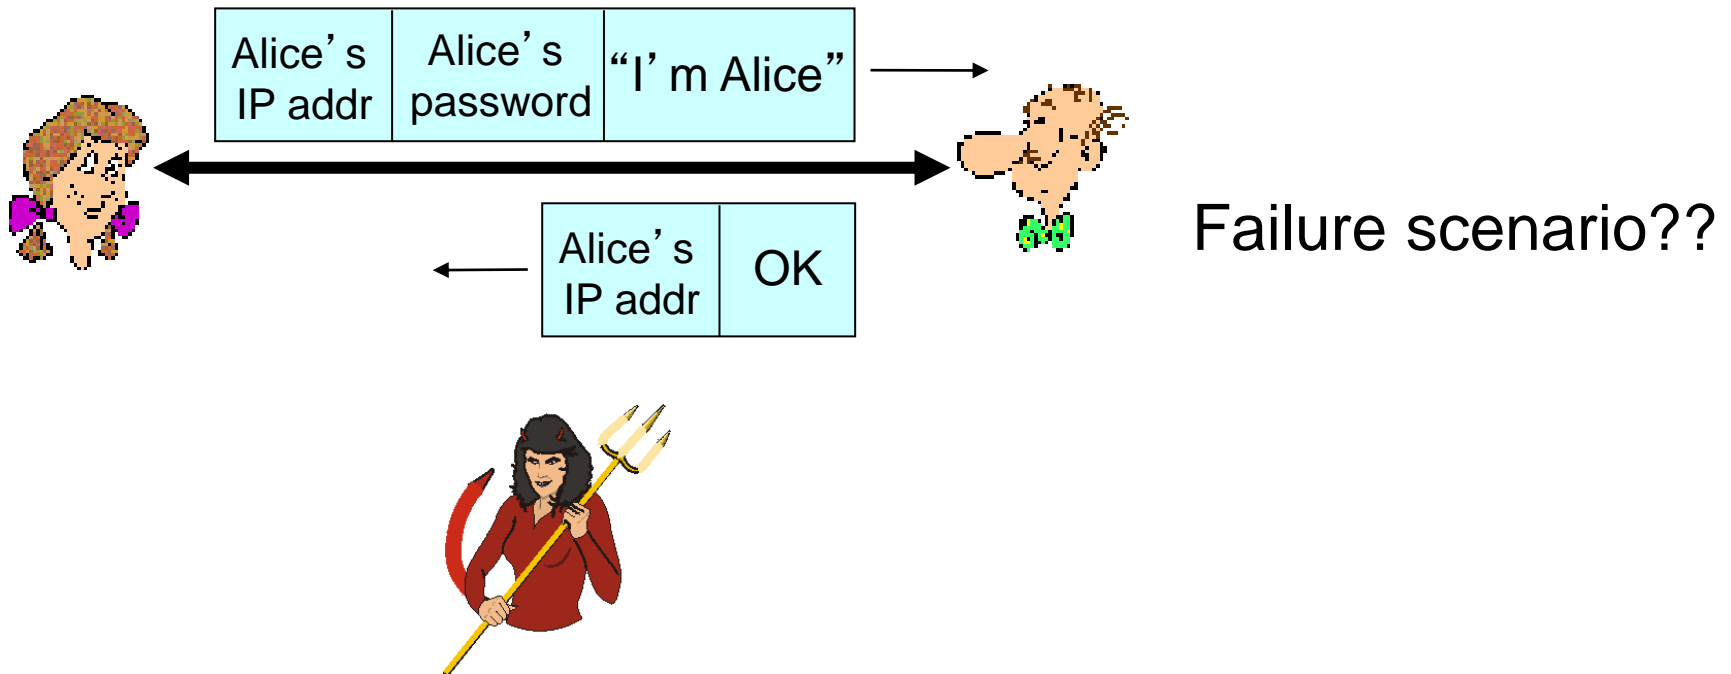 Alice’s
IP addr
Alice’s
password
“I’m Alice”
Alice’s
IP addr
OK
Failure scenario??